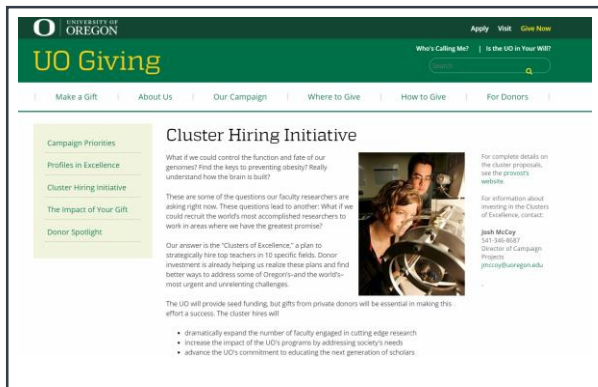 UNIVERSITY OF
OREGON
Apply Visit Give Now
UO Giving
Who's Calling Me? | Is the UO in Your Will?
Search
Make a Gift | About Us | Our Campaign | Where to Give | How to Give | For Donors
Campaign Priorities
Profiles in Excellence
Cluster Hiring Initiative
The Impact of Your Gift
Donor Spotlight
Cluster Hiring Initiative
What if we could control the function and fate of our
genomes? Find the keys to preventing obesity? Really
understand how the brain is built?
These are some of the questions our faculty researchers are
asking right now. These questions lead to another: What if we
could recruit the world's most accomplished researchers to
work in areas where we have the greatest promise?
Our answer is the "Clusters of Excellence," a plan to
strategically hire top teachers in 10 specific fields. Donor
investment is already helping us realize these plans and find
better ways to address some of Oregon's–and the world's–
most urgent and unrelenting challenges.
The UO will provide seed funding, but gifts from private donors will be essential in making this
effort a success. The cluster hires will
• dramatically expand the number of faculty engaged in cutting edge research
• increase the impact of the UO's programs by addressing society's needs
• advance the UO's commitment to educating the next generation of scholars
For complete details on
the cluster proposals,
see the provost's
website.
For information about
investing in the Clusters
of Excellence, contact:
Josh McCoy
541-346-8687
Director of Campaign
Projects
jmccoy@uoregon.edu
.